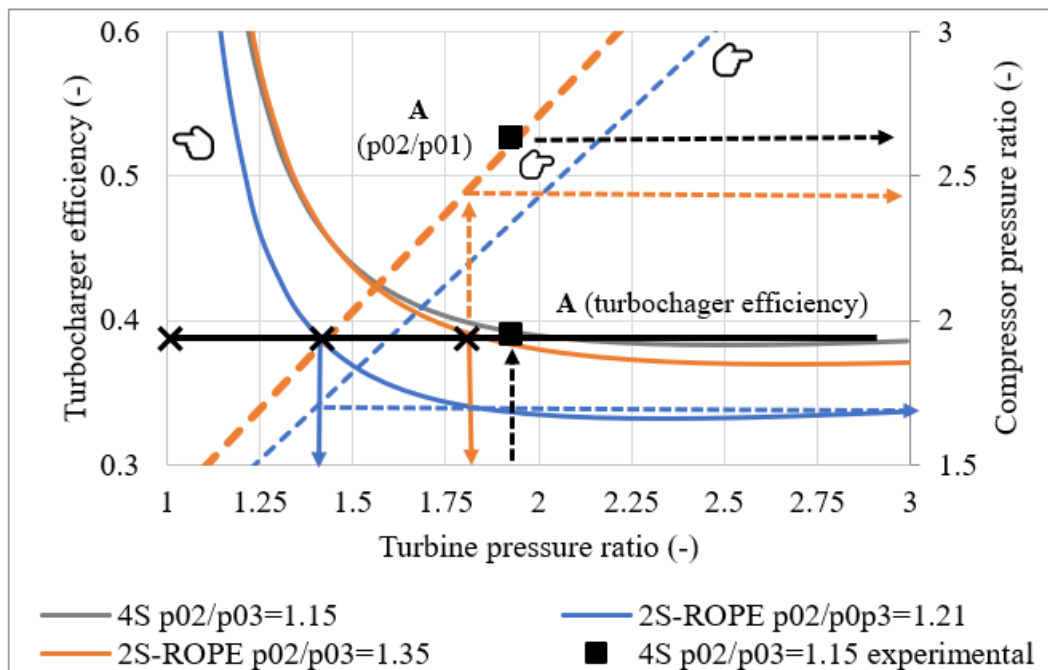 0.6
0.5
0.4
0.3
Turbocharger efficiency (-)
3
2.5
2
1.5
Compressor pressure ratio (-)
A
(p02/p01)
A (turbochager efficiency)
1 1.25 1.5 1.75 2 2.25 2.5 2.75 3
Turbine pressure ratio (-)
4S p02/p03=1.15
2S-ROPE p02/p0p3=1.21
2S-ROPE p02/p03=1.35
4S p02/p03=1.15 experimental